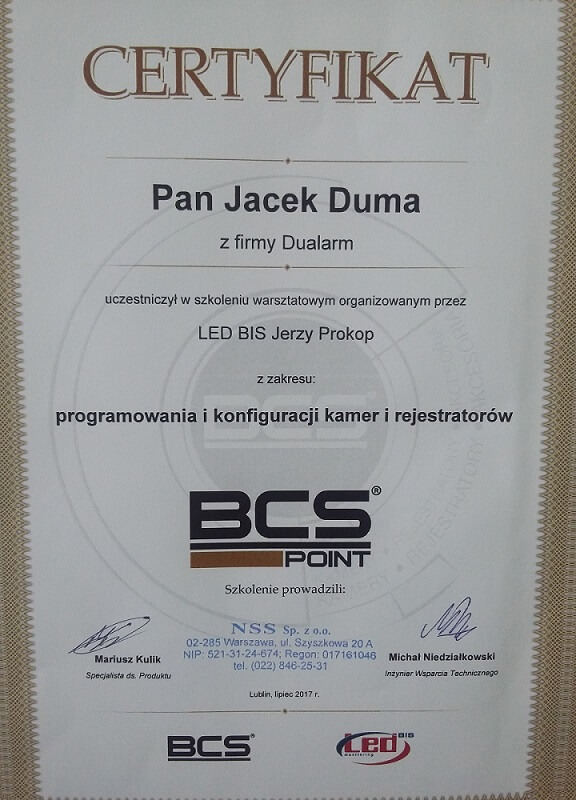 CERTYFIKAT
Pan Jacek Duma
z firmy Dualarm
uczestniczył w szkoleniu warsztatowym organizowanym przez
LED BIS Jerzy Prokop
z zakresu:
programowania i konfiguracji kamer i rejestratorów
BCS®
POINT
Szkolenie prowadzili:
NSS Sp. z o.o.
02-285 Warszawa, ul. Szyszkowa 20 A
NIP: 521-31-24-674; Regon: 017161046
tel. (022) 846-25-31
Mariusz Kulik
Specjalista ds. Produktu
Michał Niedziałkowski
Inżynier Wsparcia Technicznego
Lublin, lipiec 2017 r.
BCS®
Led BIS